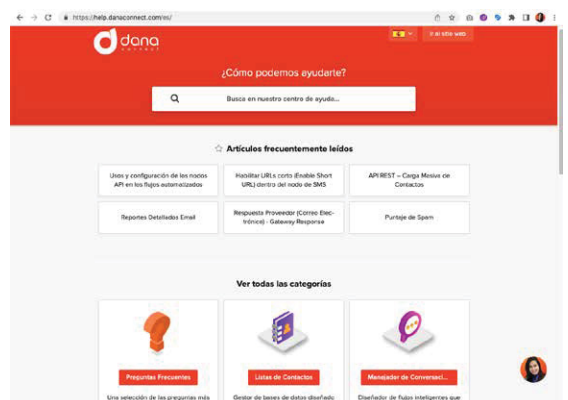 https://help.danaconnect.com/es/
dana
connect
Ir al sitio web
¿Cómo podemos ayudarte?
Busca en nuestro centro de ayuda...
Artículos frecuentemente leídos
Usos y configuración de los nodos
API en los flujos automatizados
Habilitar URLs corto (Enable Short
URL) dentro del nodo de SMS
API REST – Carga Masiva de
Contactos
Reportes Detallados Email
Respuesta Proveedor (Correo Elec-
trónico) - Gateway Response
Puntaje de Spam
Ver todas las categorías
Preguntas Frecuentes
Listas de Contactos
Manejador de Conversaci...
Una selección de las preguntas más
Gestor de bases de datos diseñado
Diseñador de flujos inteligentes que